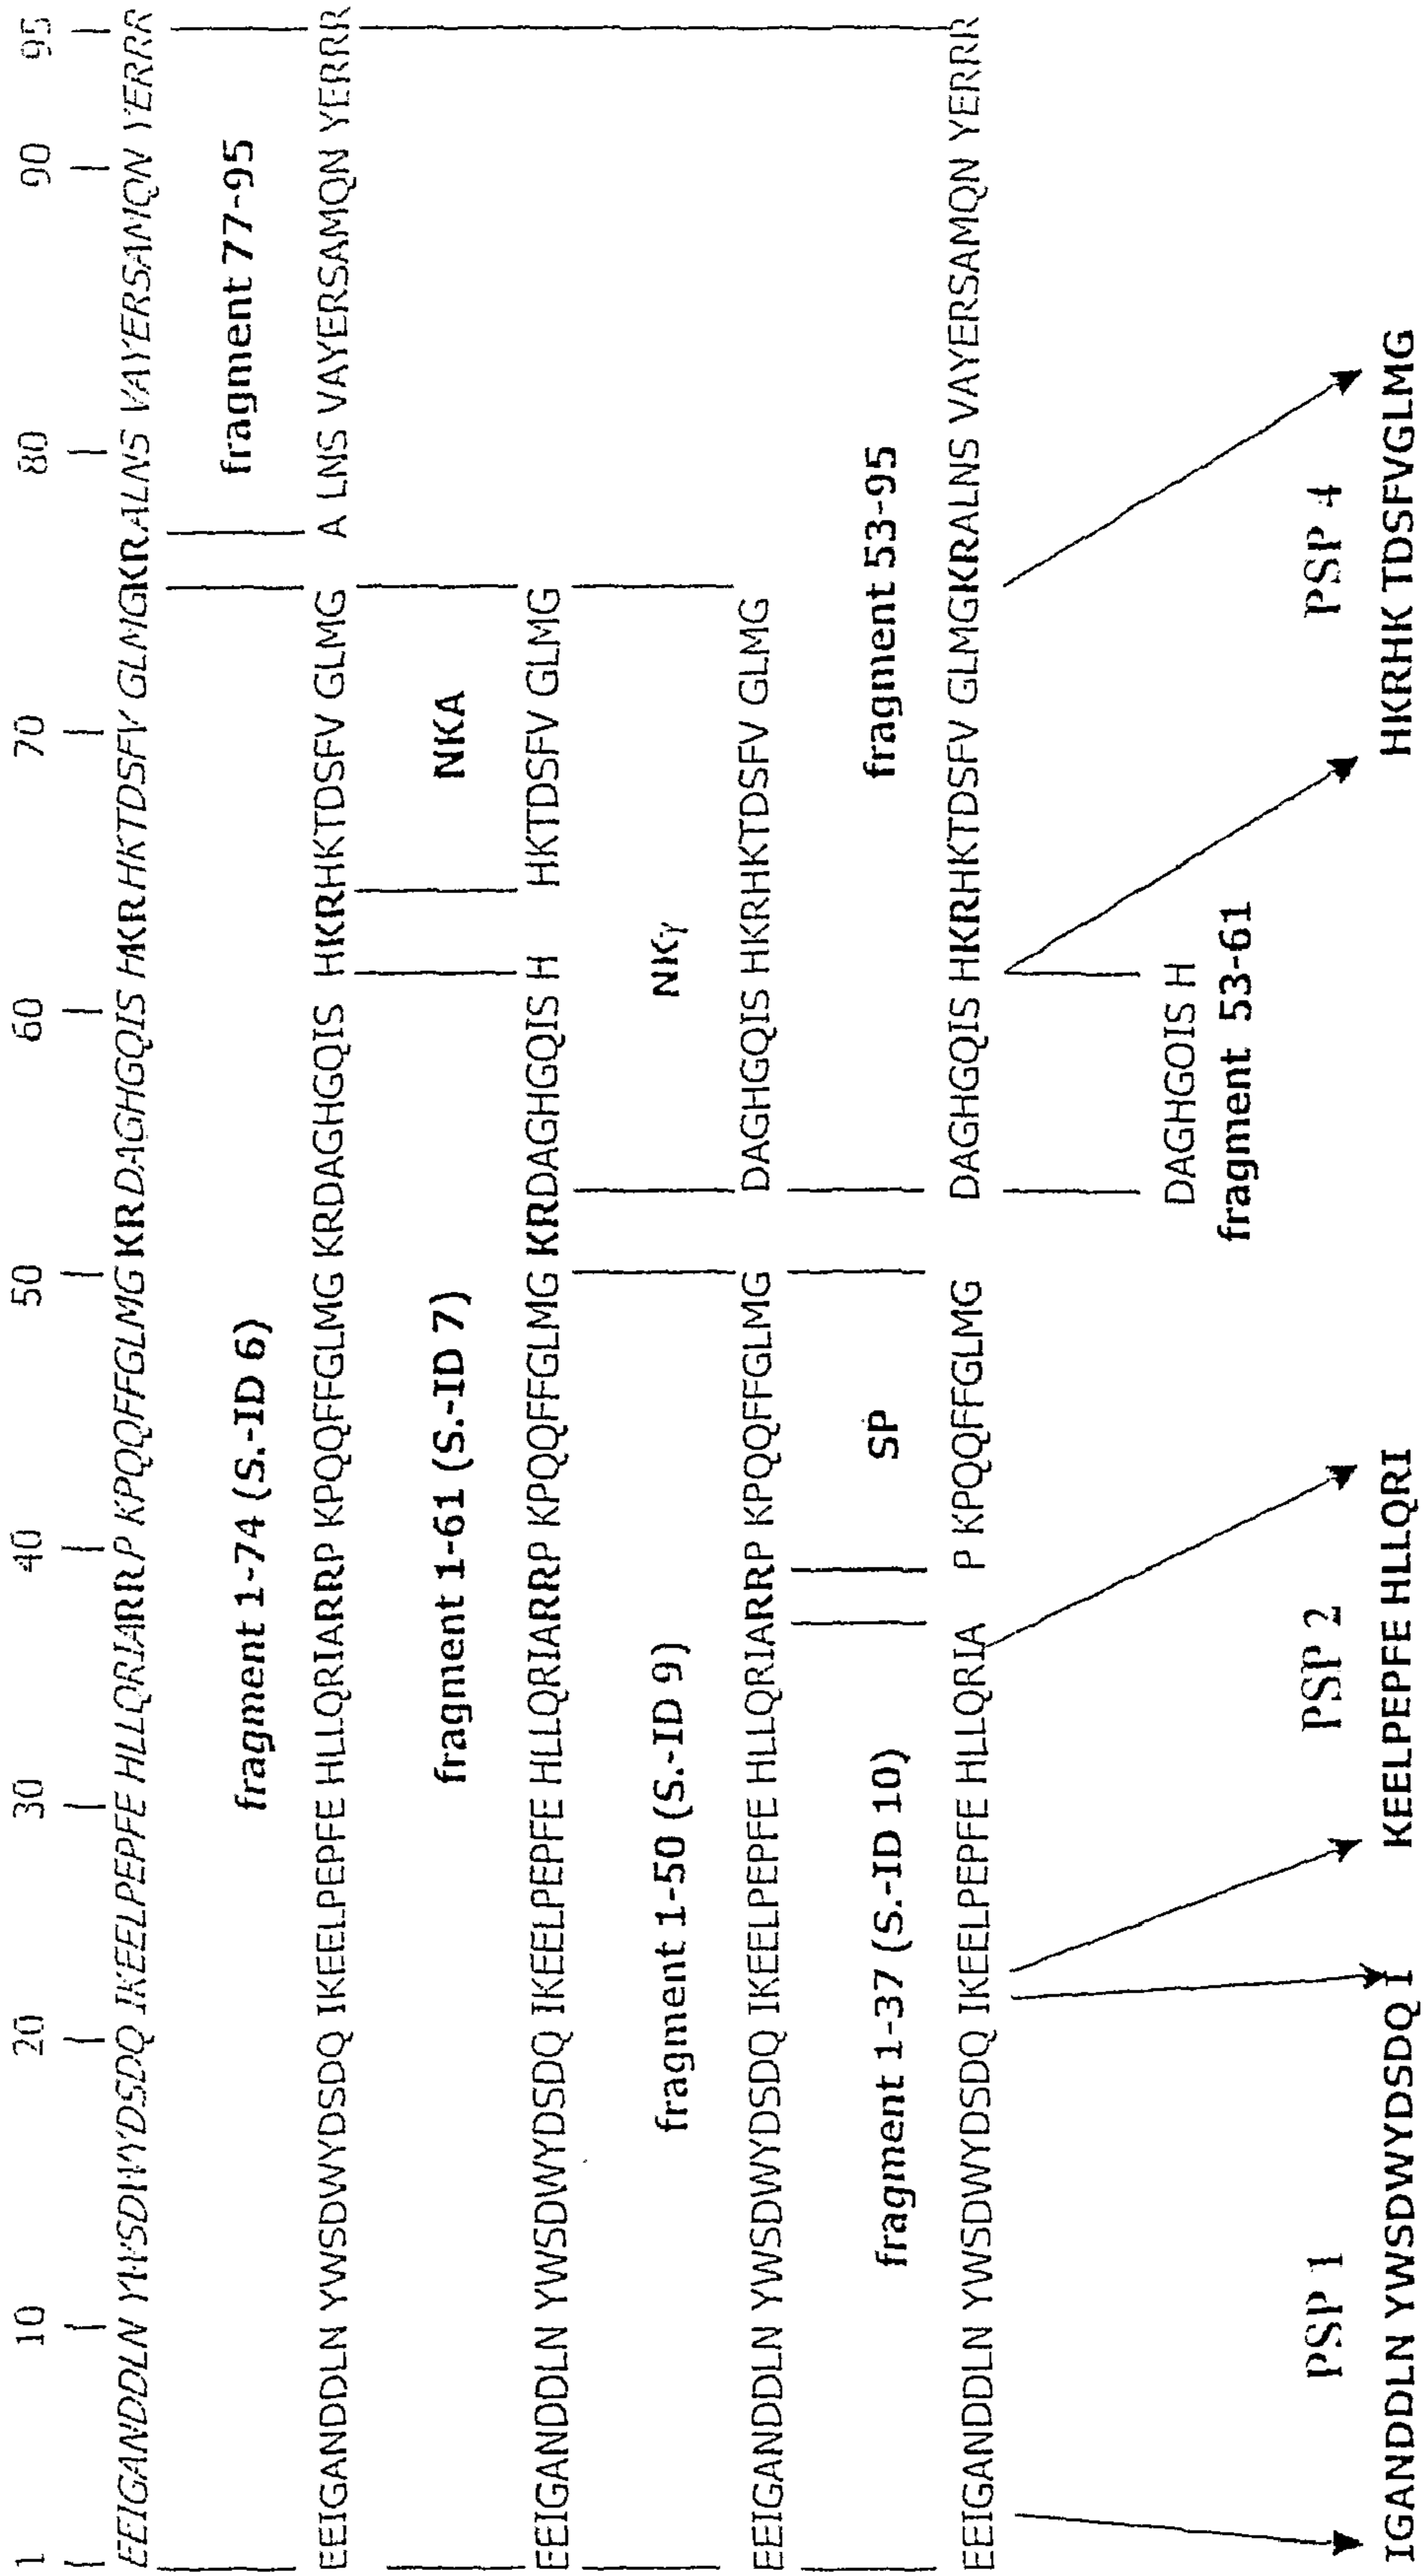 1 10 20 30 40 50 60 70 80 90 95
EEIGANDDLN YWSDWYDSDQ IKEELPEPFE HLLQRIARRP KPQQFFGLMG KRDAGHGQIS HKRHKTDSFV GLMGKRALNS VAYERSAMQN YERRR
fragment 1-74 (S.-ID 6) fragment 77-95
EEIGANDDLN YWSDWYDSDQ IKEELPEPFE HLLQRIARRP KPQQFFGLMG KRDAGHGQIS HKRHKTDSFV GLMG A LNS VAYERSAMQN YERRR
fragment 1-61 (S.-ID 7) NKA
EEIGANDDLN YWSDWYDSDQ IKEELPEPFE HLLQRIARRP KPQQFFGLMG KRDAGHGQIS H HKTDSFV GLMG
fragment 1-50 (S.-ID 9) NKγ
EEIGANDDLN YWSDWYDSDQ IKEELPEPFE HLLQRIARRP KPQQFFGLMG DAGHGQIS HKRHKTDSFV GLMG
fragment 1-37 (S.-ID 10) SP fragment 53-95
EEIGANDDLN YWSDWYDSDQ IKEELPEPFE HLLQRIA P KPQQFFGLMG DAGHGQIS HKRHKTDSFV GLMGKRALNS VAYERSAMQN YERRR
DAGHGOIS H
fragment 53-61
PSP 1 PSP 2 PSP 4
IGANDDLN YWSDWYDSDQ I KEELPEPFE HLLQRI HKRHK TDSFVGLMG